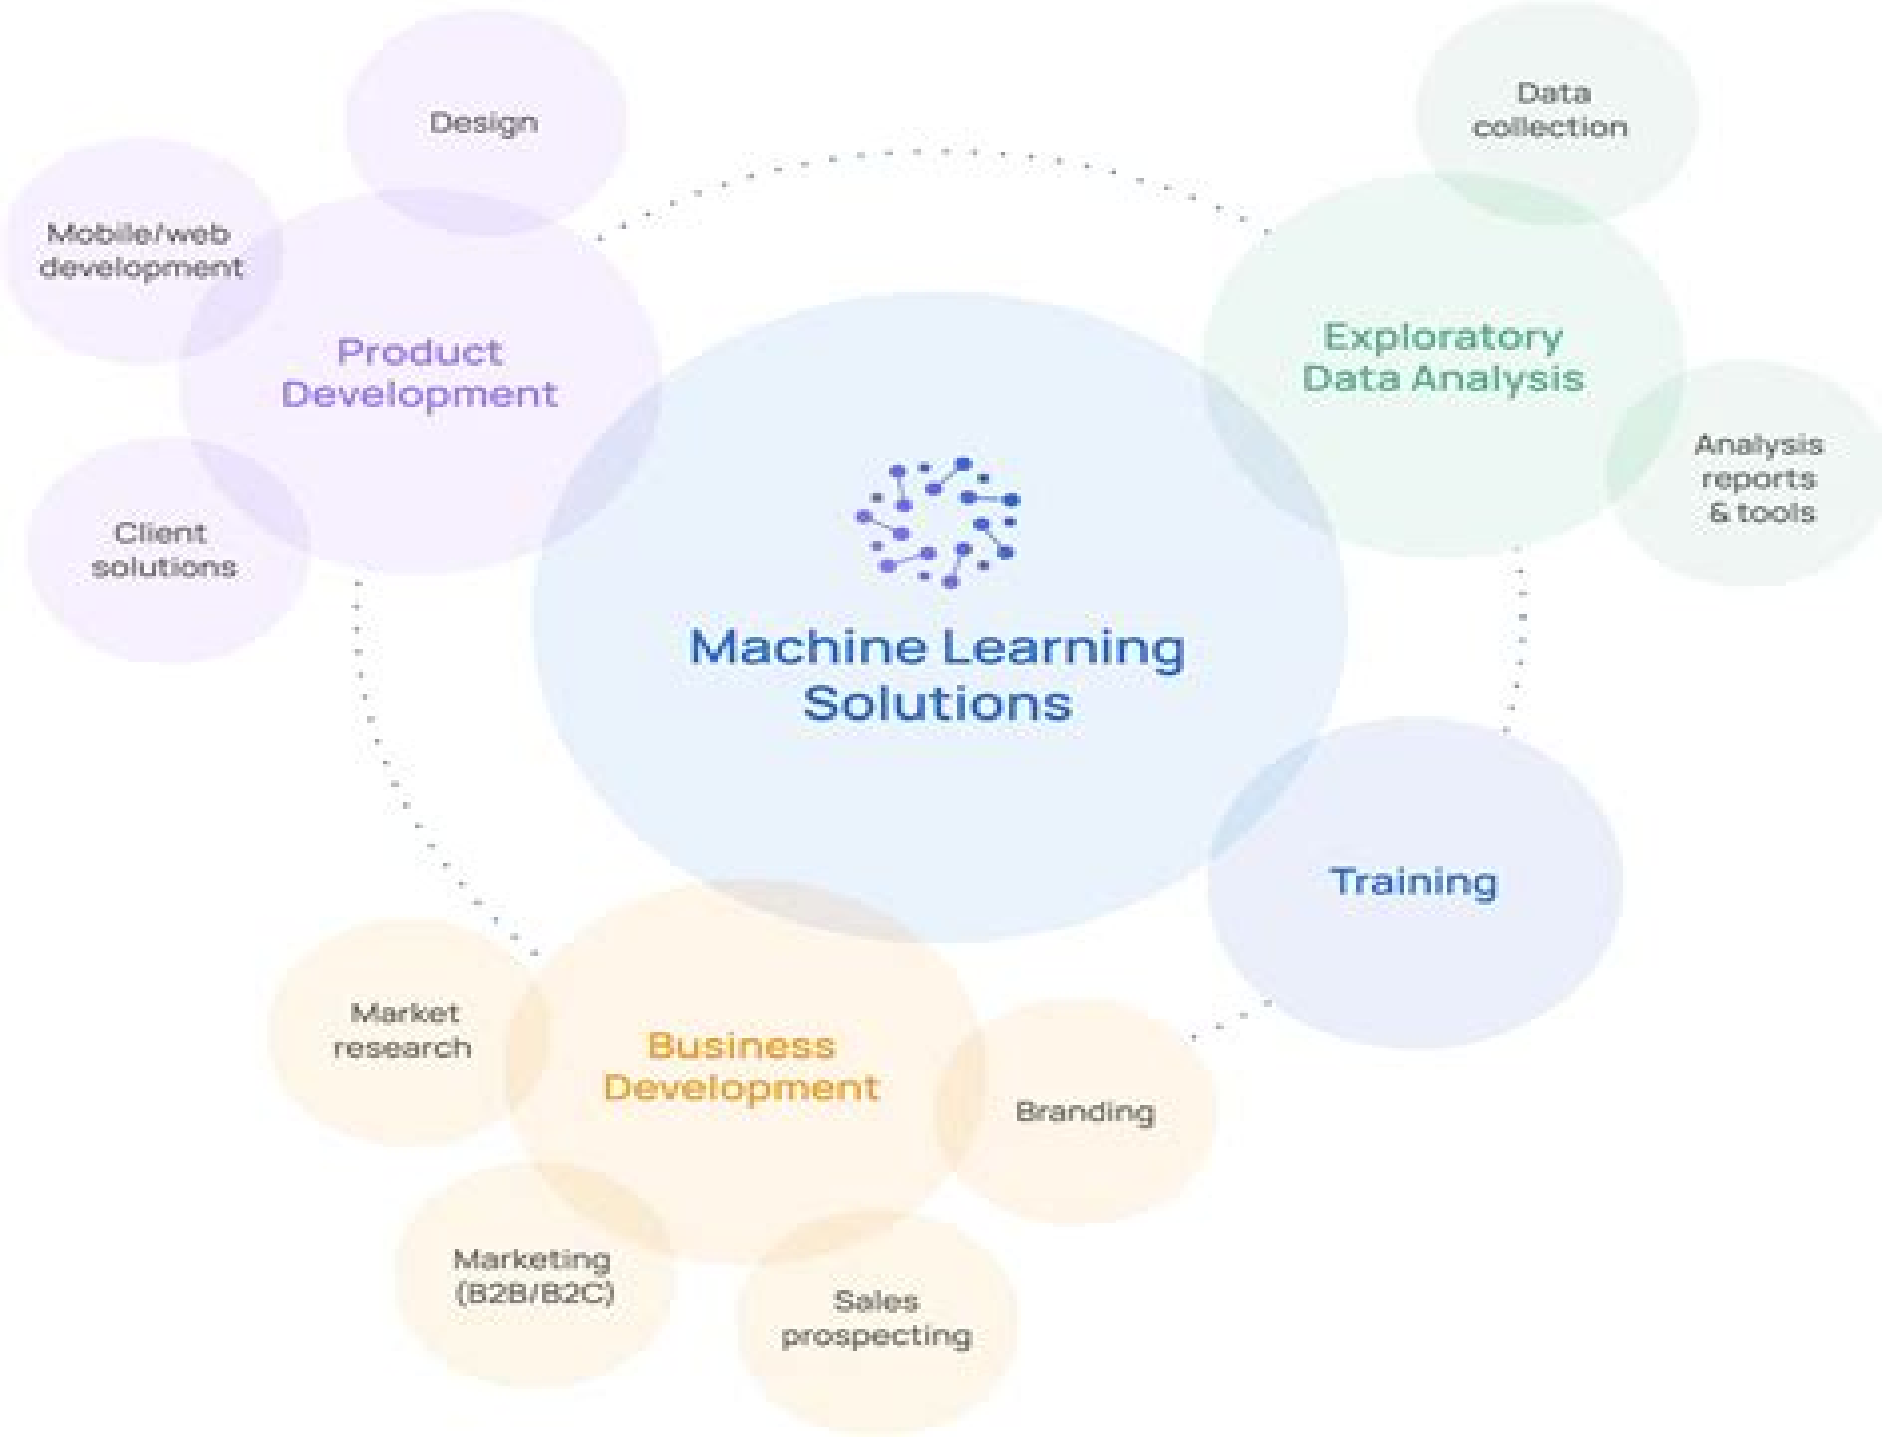 Design
Mobile/web
development
Product
Development
Client
solutions
Data
collection
Exploratory
Data Analysis
Analysis
reports
& tools
Machine Learning
Solutions
Training
Market
research
Business
Development
Branding
Marketing
(B2B/B2C)
Sales
prospecting